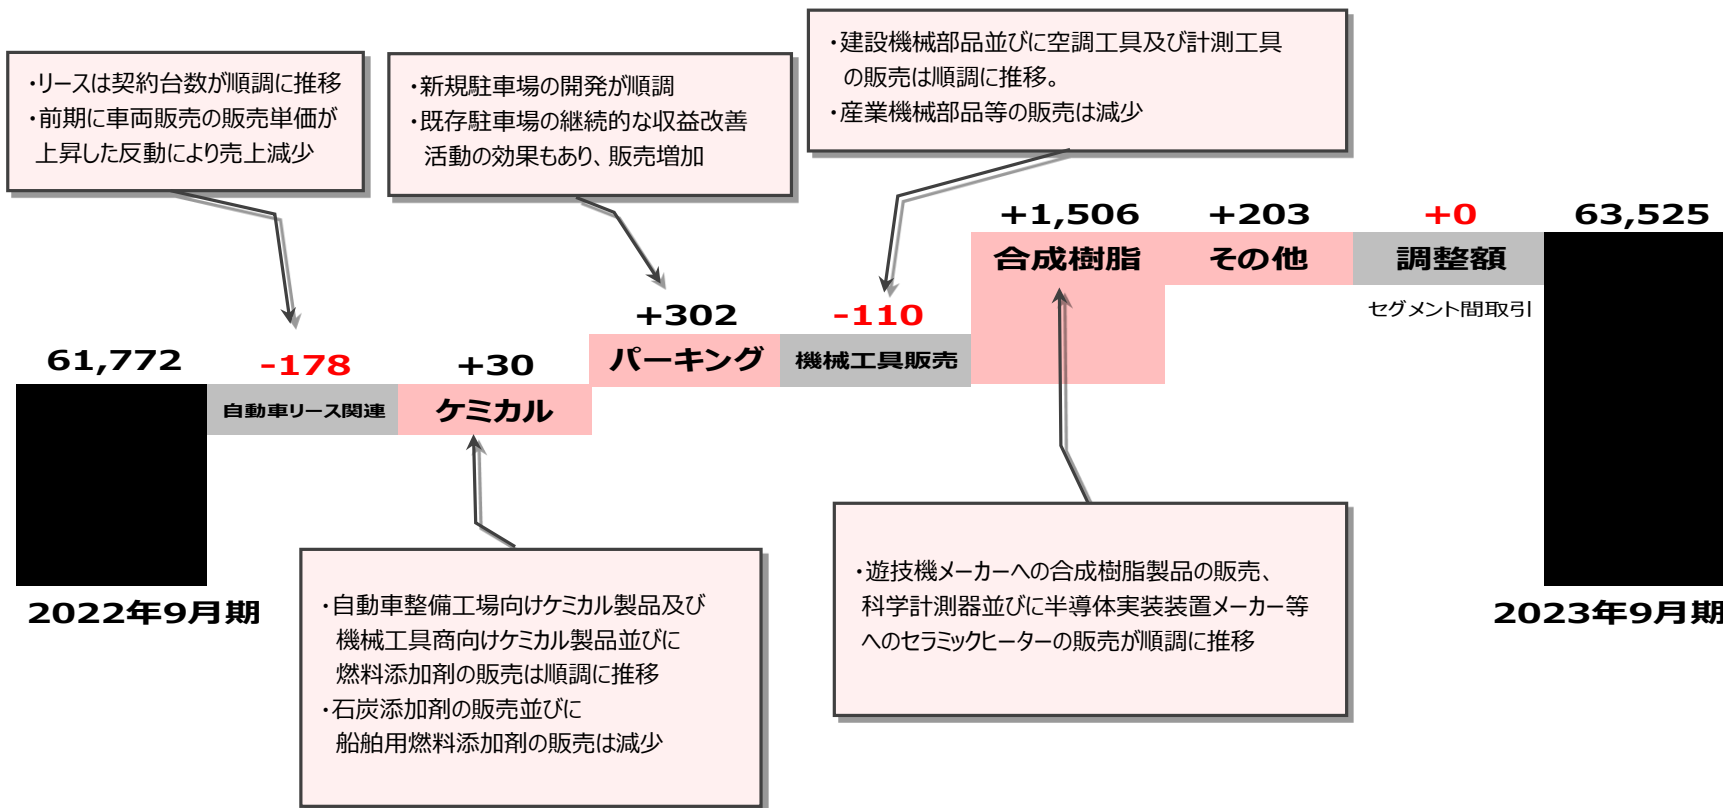 ・リースは契約台数が順調に推移
・前期に車両販売の販売単価が
上昇した反動により売上減少
・新規駐車場の開発が順調
・既存駐車場の継続的な収益改善
活動の効果もあり、販売増加
・建設機械部品並びに空調工具及び計測工具
の販売は順調に推移。
・産業機械部品等の販売は減少
61,772
2022年9月期
-178
自動車リース関連
+30
ケミカル
+302
パーキング
-110
機械工具販売
+1,506
合成樹脂
+203
その他
+0
調整額
セグメント間取引
63,525
2023年9月期
・自動車整備工場向けケミカル製品及び
機械工具商向けケミカル製品並びに
燃料添加剤の販売は順調に推移
・石炭添加剤の販売並びに
船舶用燃料添加剤の販売は減少
・遊技機メーカーへの合成樹脂製品の販売、
科学計測器並びに半導体実装装置メーカー等
へのセラミックヒーターの販売が順調に推移